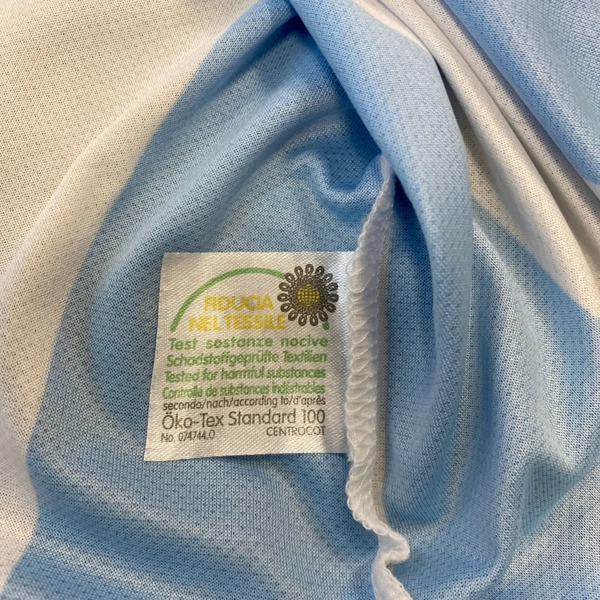 FIDUCIA
NEL TESSILE
Test sostanze nocive
Schadstoffgeprüfte Textilien
Tested for harmful substances
Controlle de substances indésirables
secondo/nach/according to/d'après
Öko-Tex Standard 100
No. 074744.0 CENTROCOT